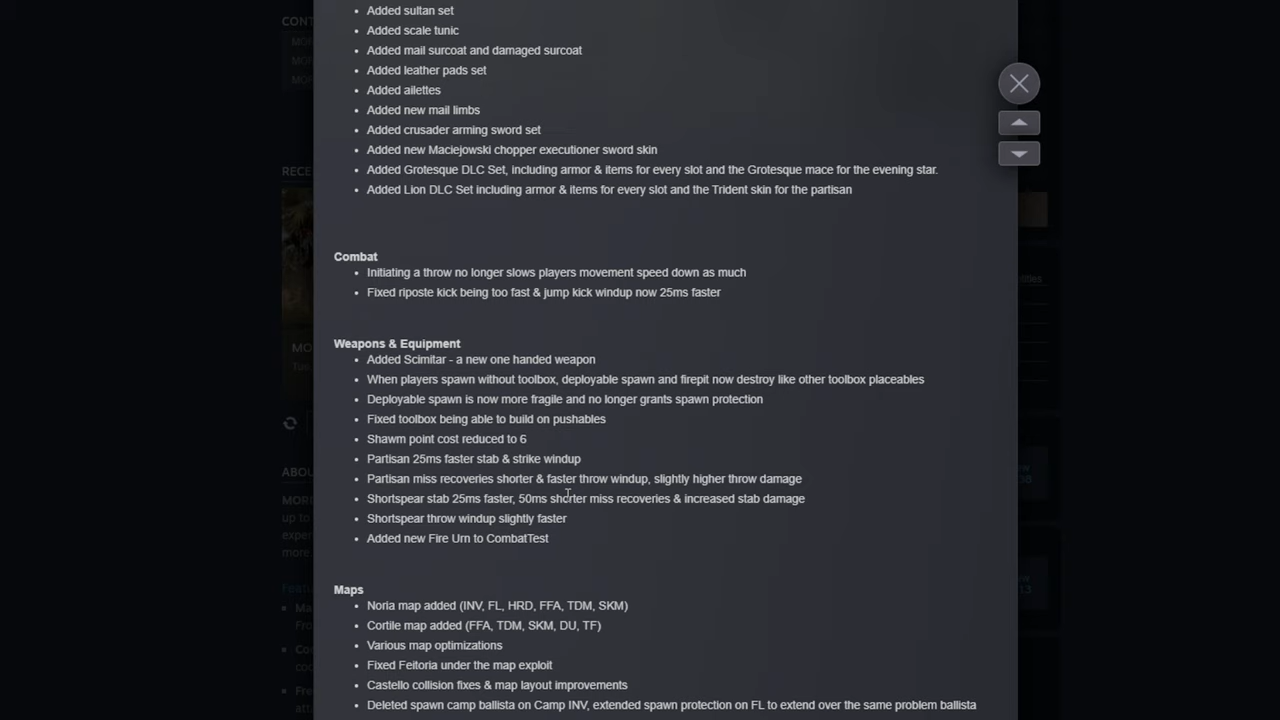 CONT
Added sultan set
Added scale tunic
Added mail surcoat and damaged surcoat
Added leather pads set
Added ailettes
Added new mail limbs
Added crusader arming sword set
Added new Maciejowski chopper executioner sword skin
RECE
Added Grotesque DLC Set, including armor & items for every slot and the Grotesque mace for the evening star.
Added Lion DLC Set including armor & items for every slot and the Trident skin for the partisan
Combat
Initiating a throw no longer slows players movement speed down as much
Fixed riposte kick being too fast & jump kick windup now 25ms faster
Weapons & Equipment
Added Scimitar - a new one handed weapon
When players spawn without toolbox, deployable spawn and firepit now destroy like other toolbox placeables
Deployable spawn is now more fragile and no longer grants spawn protection
Fixed toolbox being able to build on pushables
Shawm point cost reduced to 6
Partisan 25ms faster stab & strike windup
ABOU
Partisan miss recoveries shorter & faster throw windup, slightly higher throw damage
Shortspear stab 25ms faster, 50ms shorter miss recoveries & increased stab damage
Shortspear throw windup slightly faster
Added new Fire Urn to CombatTest
Maps
Noria map added (INV, FL, HRD, FFA, TDM, SKM)
Cortile map added (FFA, TDM, SKM, DU, TF)
Various map optimizations
Fixed Feitoria under the map exploit
Castello collision fixes & map layout improvements
Deleted spawn camp ballista on Camp INV, extended spawn protection on FL to extend over the same problem ballista